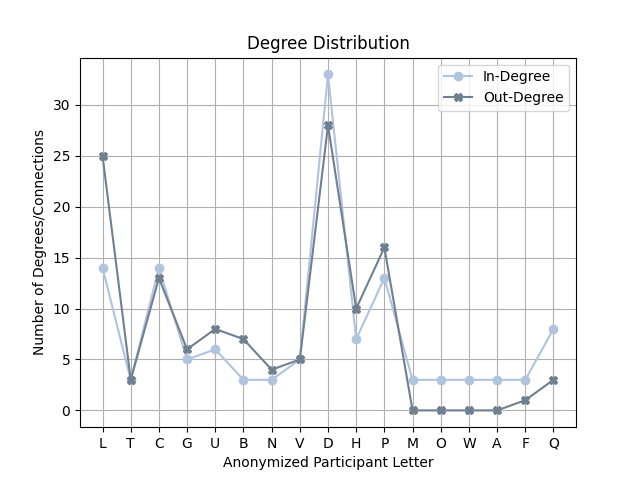 Degree Distribution
In-Degree
Out-Degree
Number of Degrees/Connections
30
25
20
15
10
5
0
L T C G U B N V D H P M O W A F Q
Anonymized Participant Letter